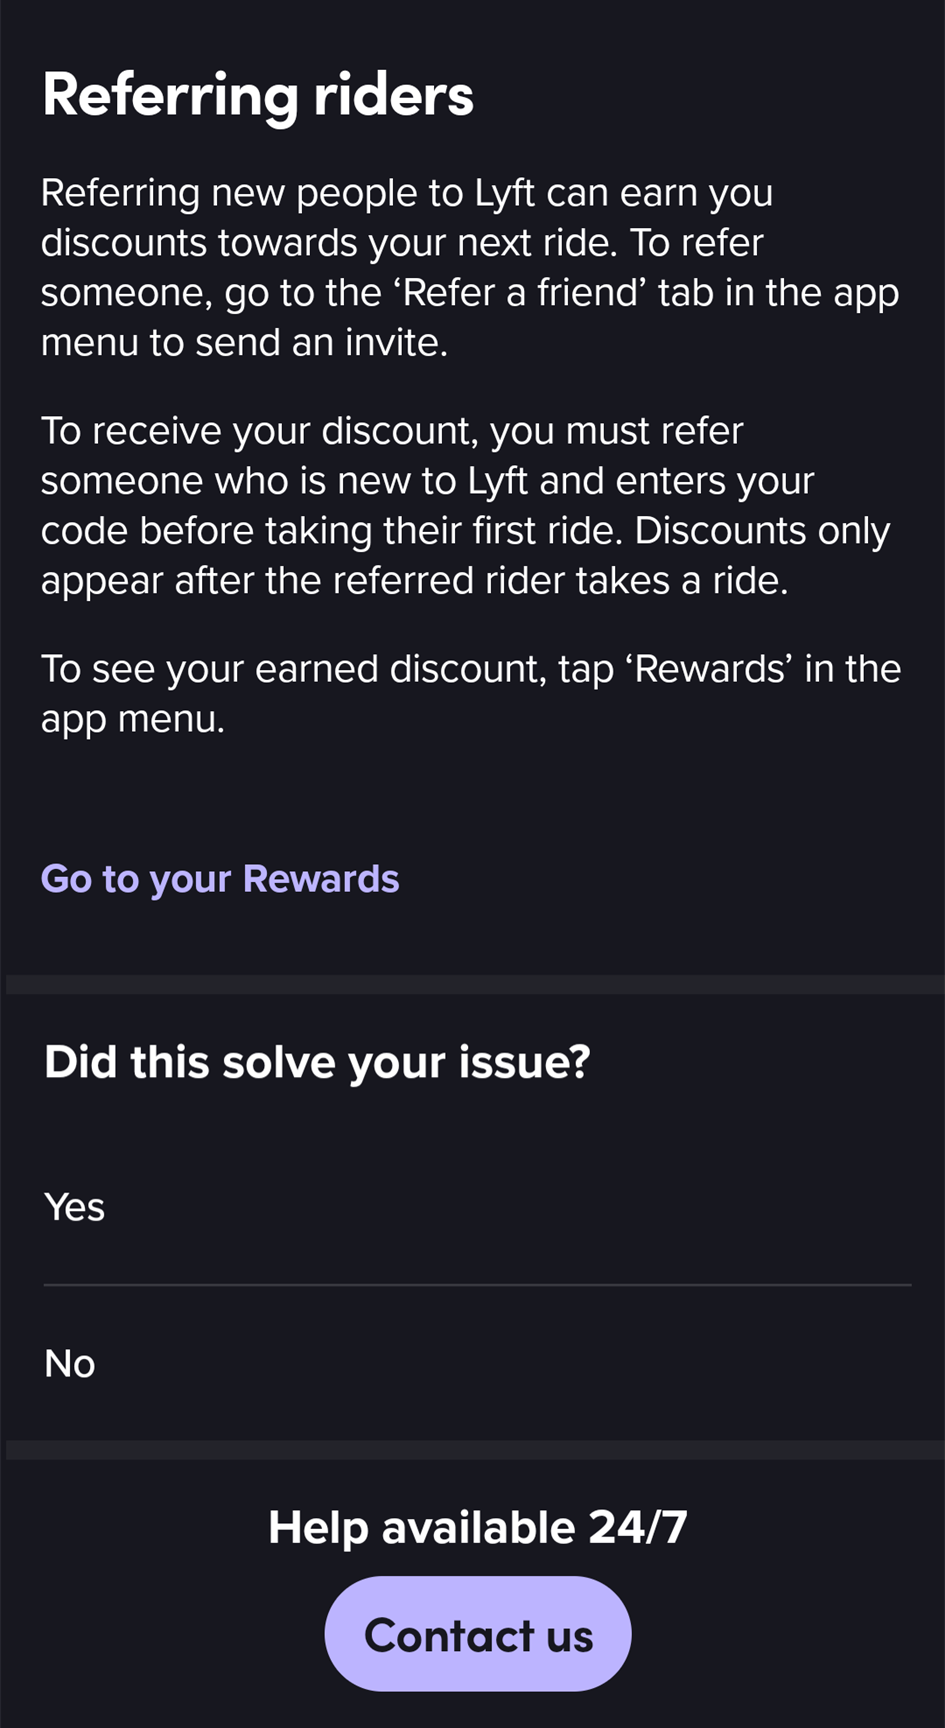 Referring riders
Referring new people to Lyft can earn you
discounts towards your next ride. To refer
someone, go to the ‘Refer a friend’ tab in the app
menu to send an invite.
To receive your discount, you must refer
someone who is new to Lyft and enters your
code before taking their first ride. Discounts only
appear after the referred rider takes a ride.
To see your earned discount, tap ‘Rewards’ in the
app menu.
Go to your Rewards
Did this solve your issue?
Yes
No
Help available 24/7
Contact us